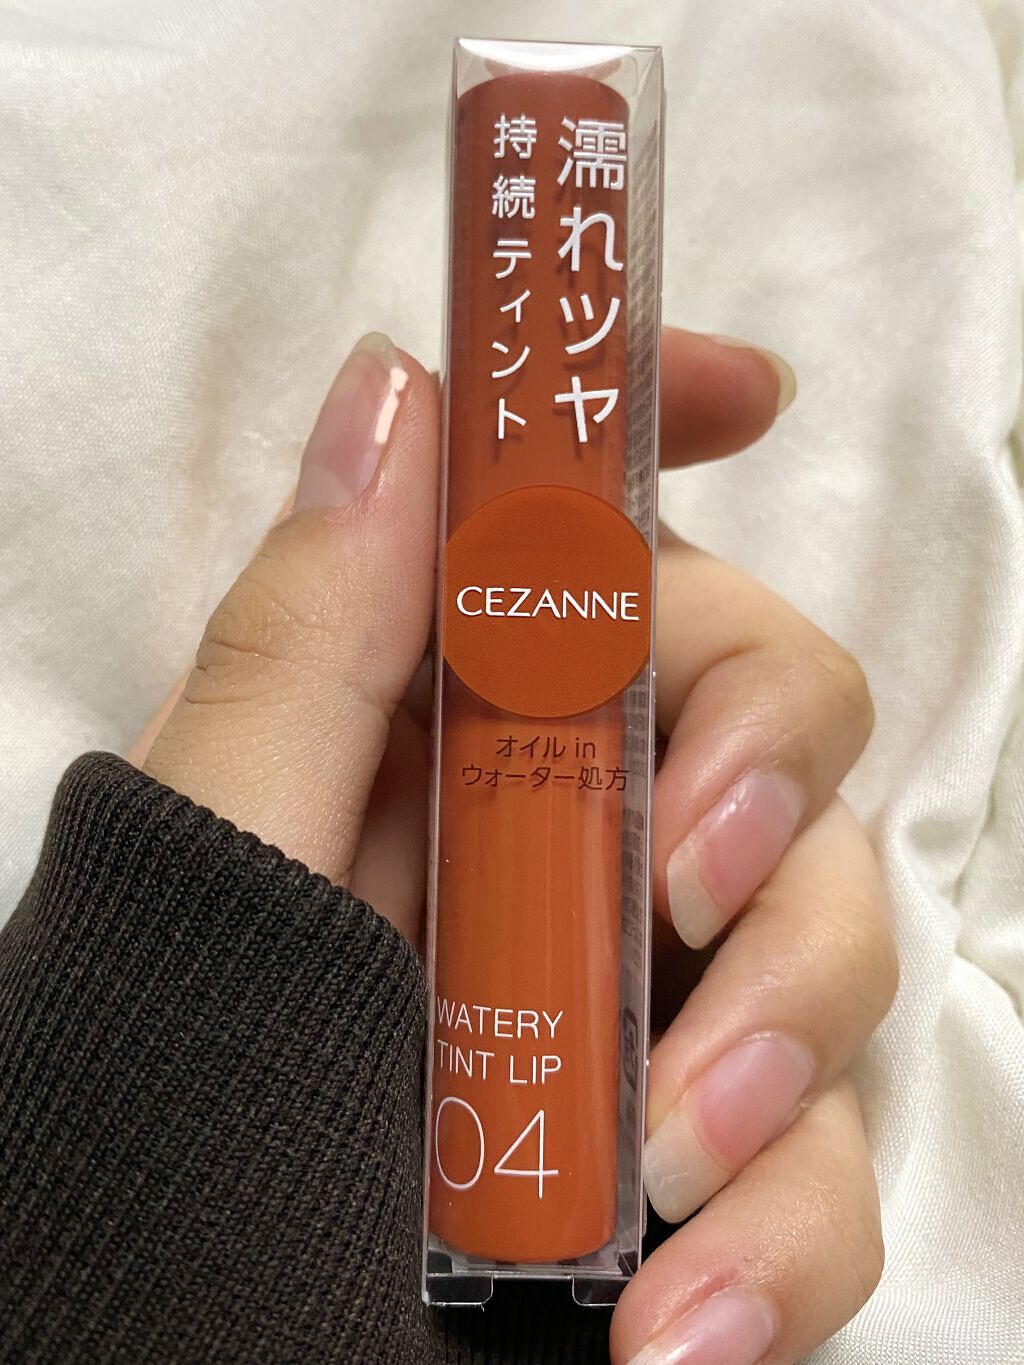 濡れツヤ
持続ティント
CEZANNE
オイル in
ウォーター処方
WATERY
TINT LIP
04